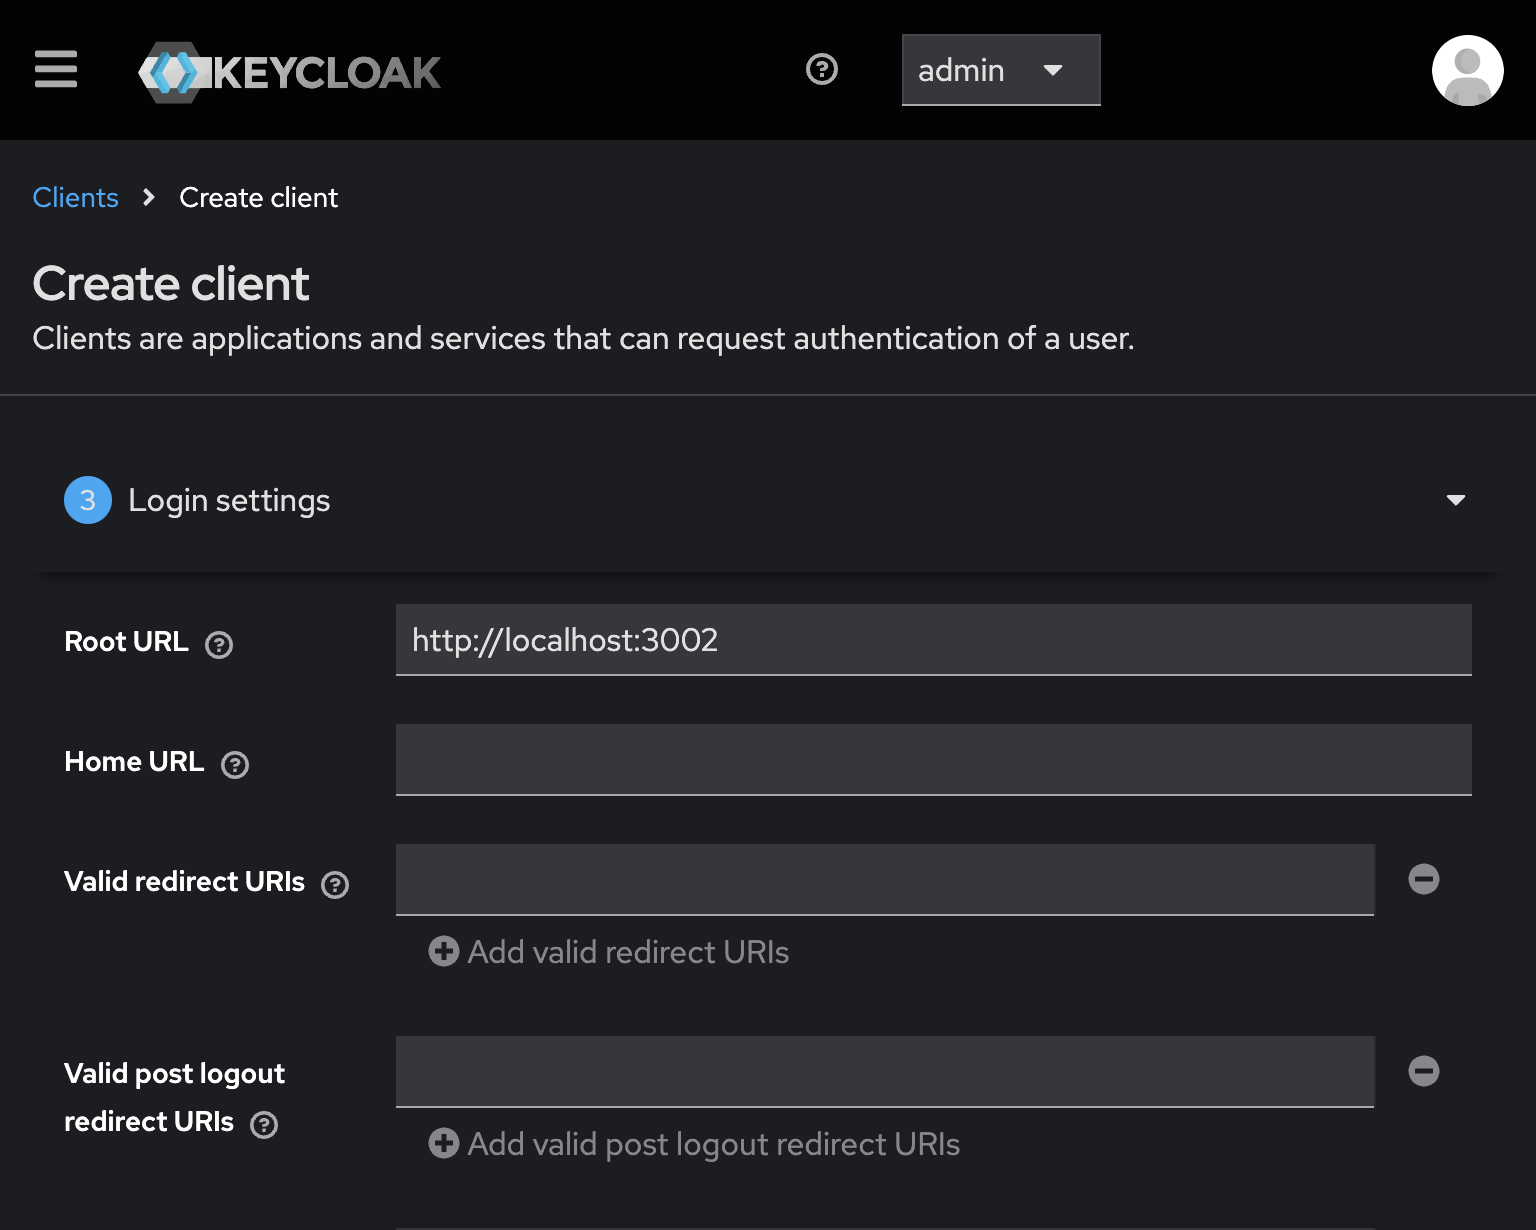 KEYCLOAK
admin
Clients Create client
Create client
Clients are applications and services that can request authentication of a user.
3 Login settings
Root URL
http://localhost:3002
Home URL
Valid redirect URIs
Add valid redirect URIs
Valid post logout
redirect URIs
Add valid post logout redirect URIs